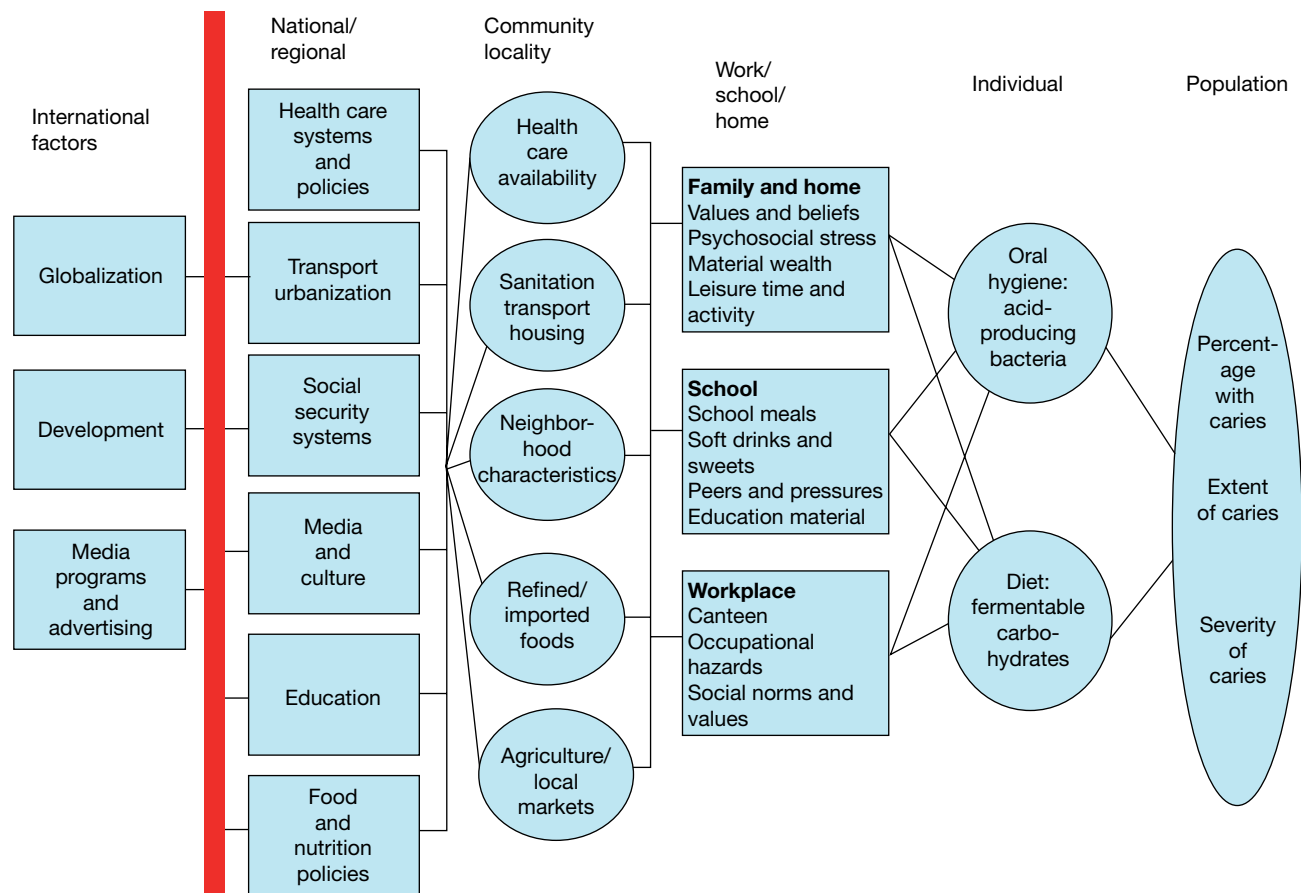 International
factors
Globalization
Development
Media
programs
and
advertising
National/
regional
Health care
systems
and
policies
Transport
urbanization
Social
security
systems
Media
and
culture
Education
Food
and
nutrition
policies
Community
locality
Health
care
availability
Sanitation
transport
housing
Neighbor-
hood
characteristics
Refined/
imported
foods
Agriculture/
local
markets
Work/
school/
home
Family and home
Values and beliefs
Psychosocial stress
Material wealth
Leisure time and
activity
School
School meals
Soft drinks and
sweets
Peers and pressures
Education material
Workplace
Canteen
Occupational
hazards
Social norms and
values
Individual
Oral
hygiene:
acid-
producing
bacteria
Diet:
fermentable
carbo-
hydrates
Population
Percent-
age
with
caries
Extent
of caries
Severity
of
caries